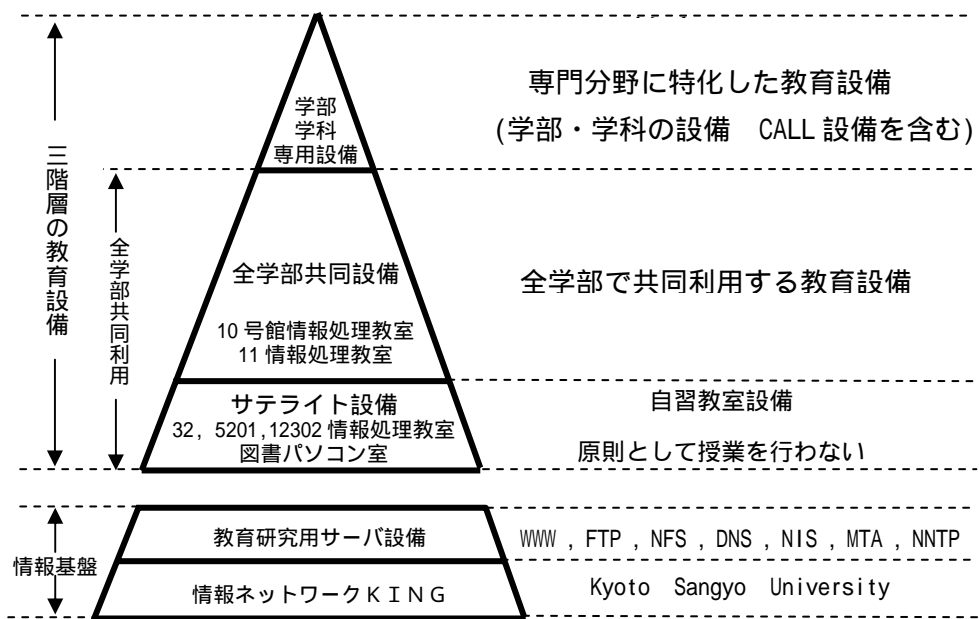 学部
学科
専用設備
専門分野に特化した教育設備
(学部・学科の設備　CALL 設備を含む)
三階層の教育設備
全学部共同利用
全学部共同設備
10 号館情報処理教室
11 情報処理教室
全学部で共同利用する教育設備
サテライト設備
32, 5201,12302 情報処理教室
図書パソコン室
自習教室設備
原則として授業を行わない
情報基盤
教育研究用サーバ設備
WWW , FTP , NFS , DNS , NIS , MTA , NNTP
情報ネットワークＫＩＮＧ
Kyoto Sangyo University